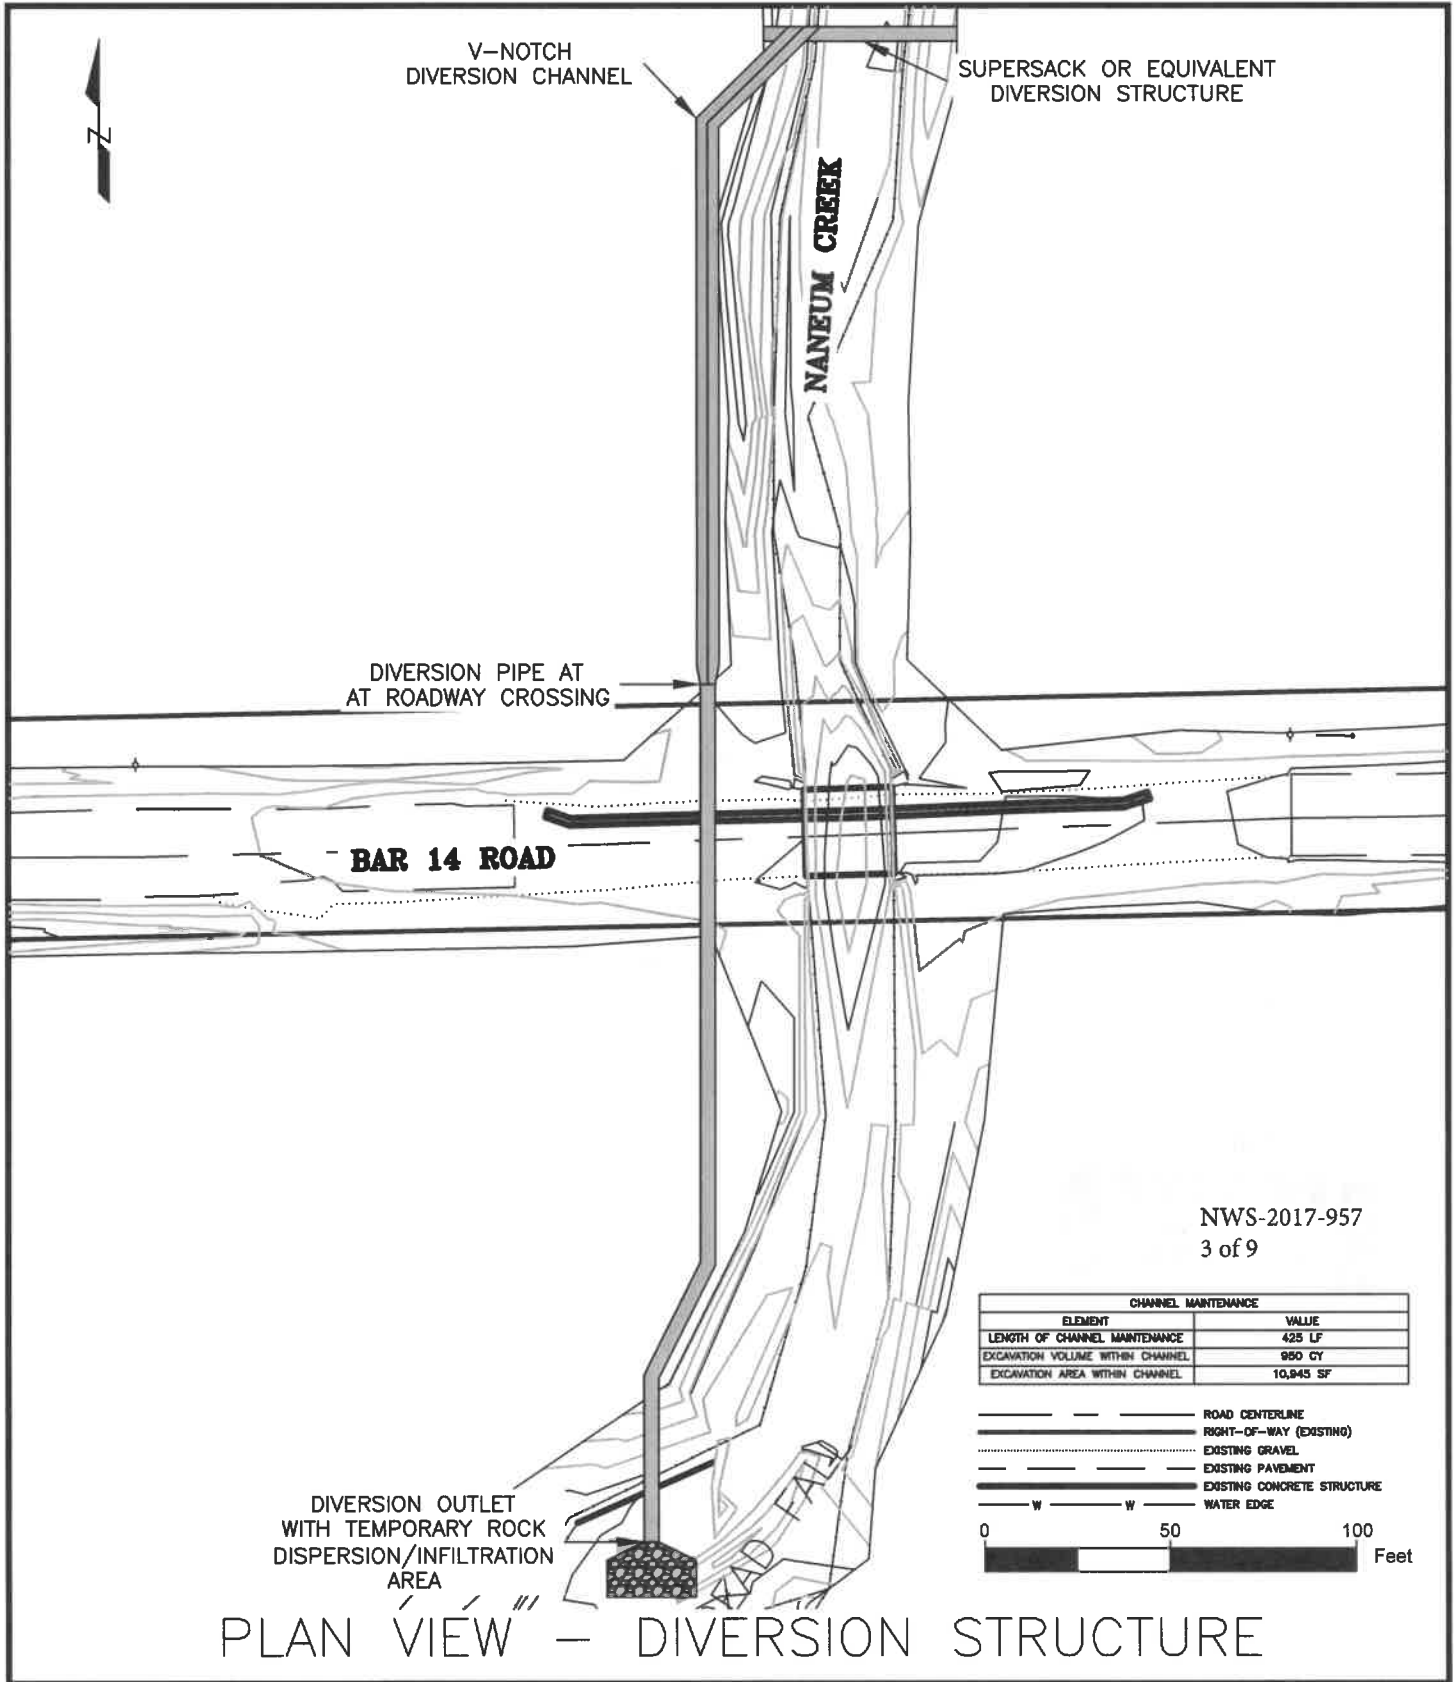 V-NOTCH
DIVERSION CHANNEL
SUPERSACK OR EQUIVALENT
DIVERSION STRUCTURE
N
NANEUM CREEK
DIVERSION PIPE AT
AT ROADWAY CROSSING
BAR 14 ROAD
NWS-2017-957
3 of 9
CHANNEL MAINTENANCE
ELEMENT VALUE
LENGTH OF CHANNEL MAINTENANCE 425 LF
EXCAVATION VOLUME WITHIN CHANNEL 950 CY
EXCAVATION AREA WITHIN CHANNEL 10,945 SF
ROAD CENTERLINE
RIGHT-OF-WAY (EXISTING)
EXISTING GRAVEL
EXISTING PAVEMENT
EXISTING CONCRETE STRUCTURE
W W WATER EDGE
0 50 100
Feet
DIVERSION OUTLET
WITH TEMPORARY ROCK
DISPERSION/INFILTRATION
AREA
PLAN VIEW - DIVERSION STRUCTURE